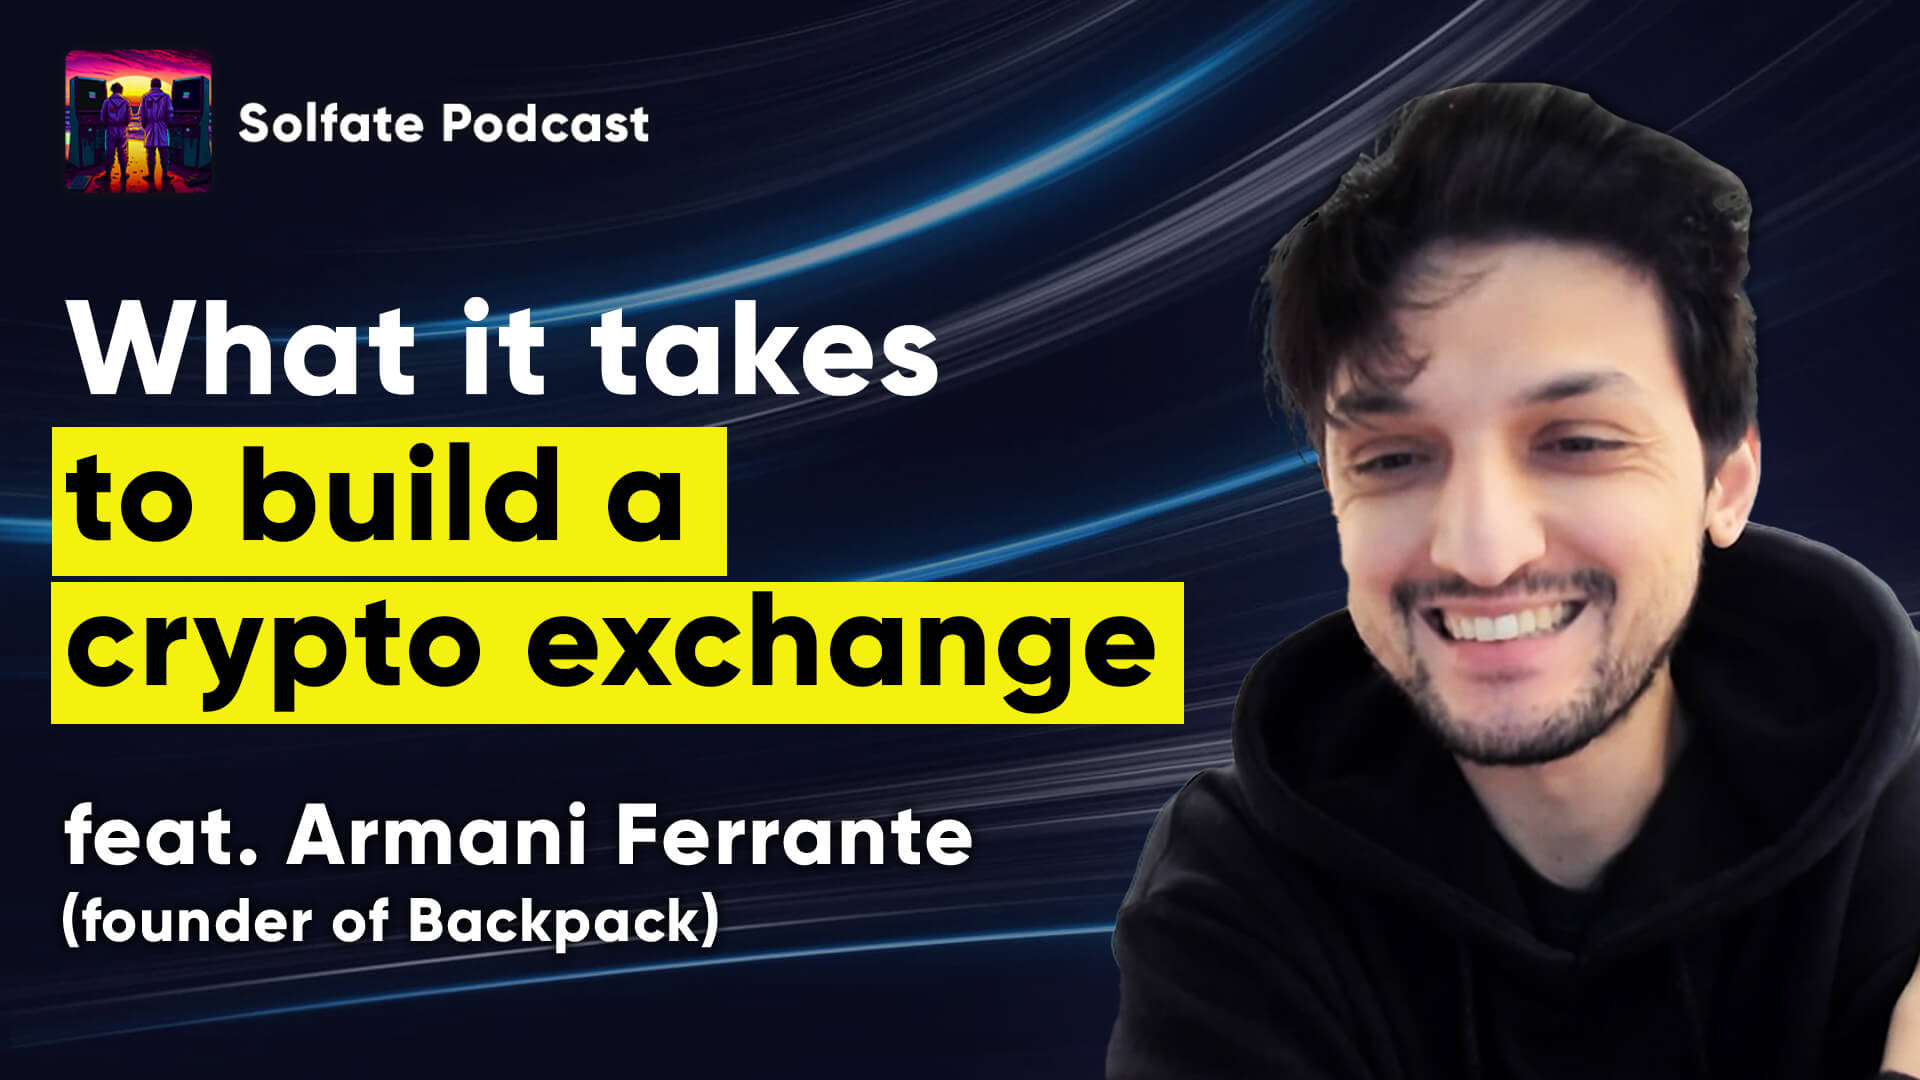 Solfate Podcast
What it takes
to build a
crypto exchange
feat. Armani Ferrante
(founder of Backpack)